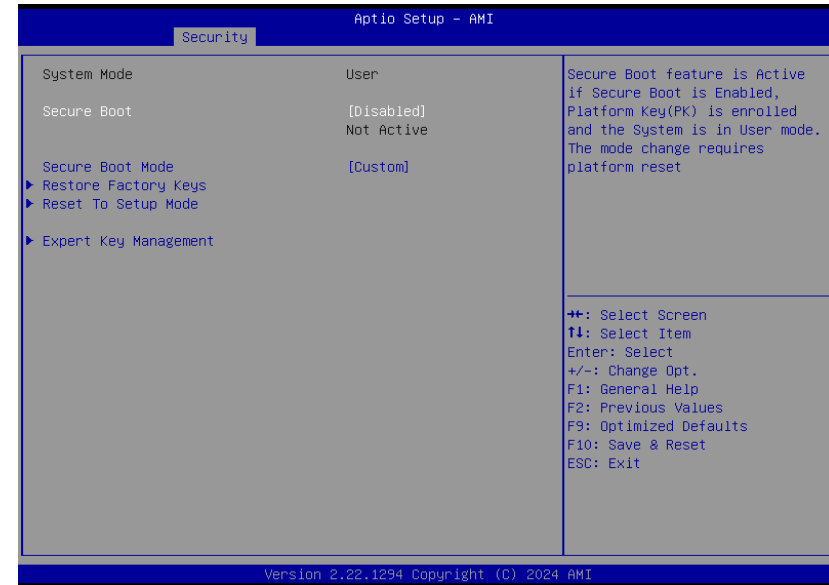 Aptio Setup – AMI
Security
System Mode User
Secure Boot [Disabled]
Not Active
Secure Boot Mode [Custom]
Restore Factory Keys
Reset To Setup Mode
Expert Key Management
Secure Boot feature is Active
if Secure Boot is Enabled,
Platform Key(PK) is enrolled
and the System is in User mode.
The mode change requires
platform reset
→←: Select Screen
↑↓: Select Item
Enter: Select
+/-: Change Opt.
F1: General Help
F2: Previous Values
F9: Optimized Defaults
F10: Save & Reset
ESC: Exit
Version 2.22.1294 Copyright (C) 2024 AMI